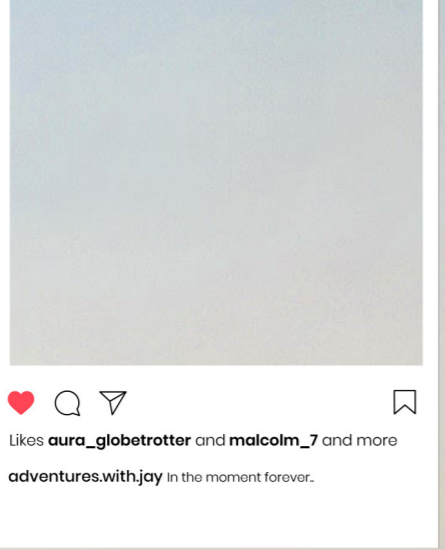 Likes aura_globetrotter and malcolm_7 and more
adventures.with.jay In the moment forever..